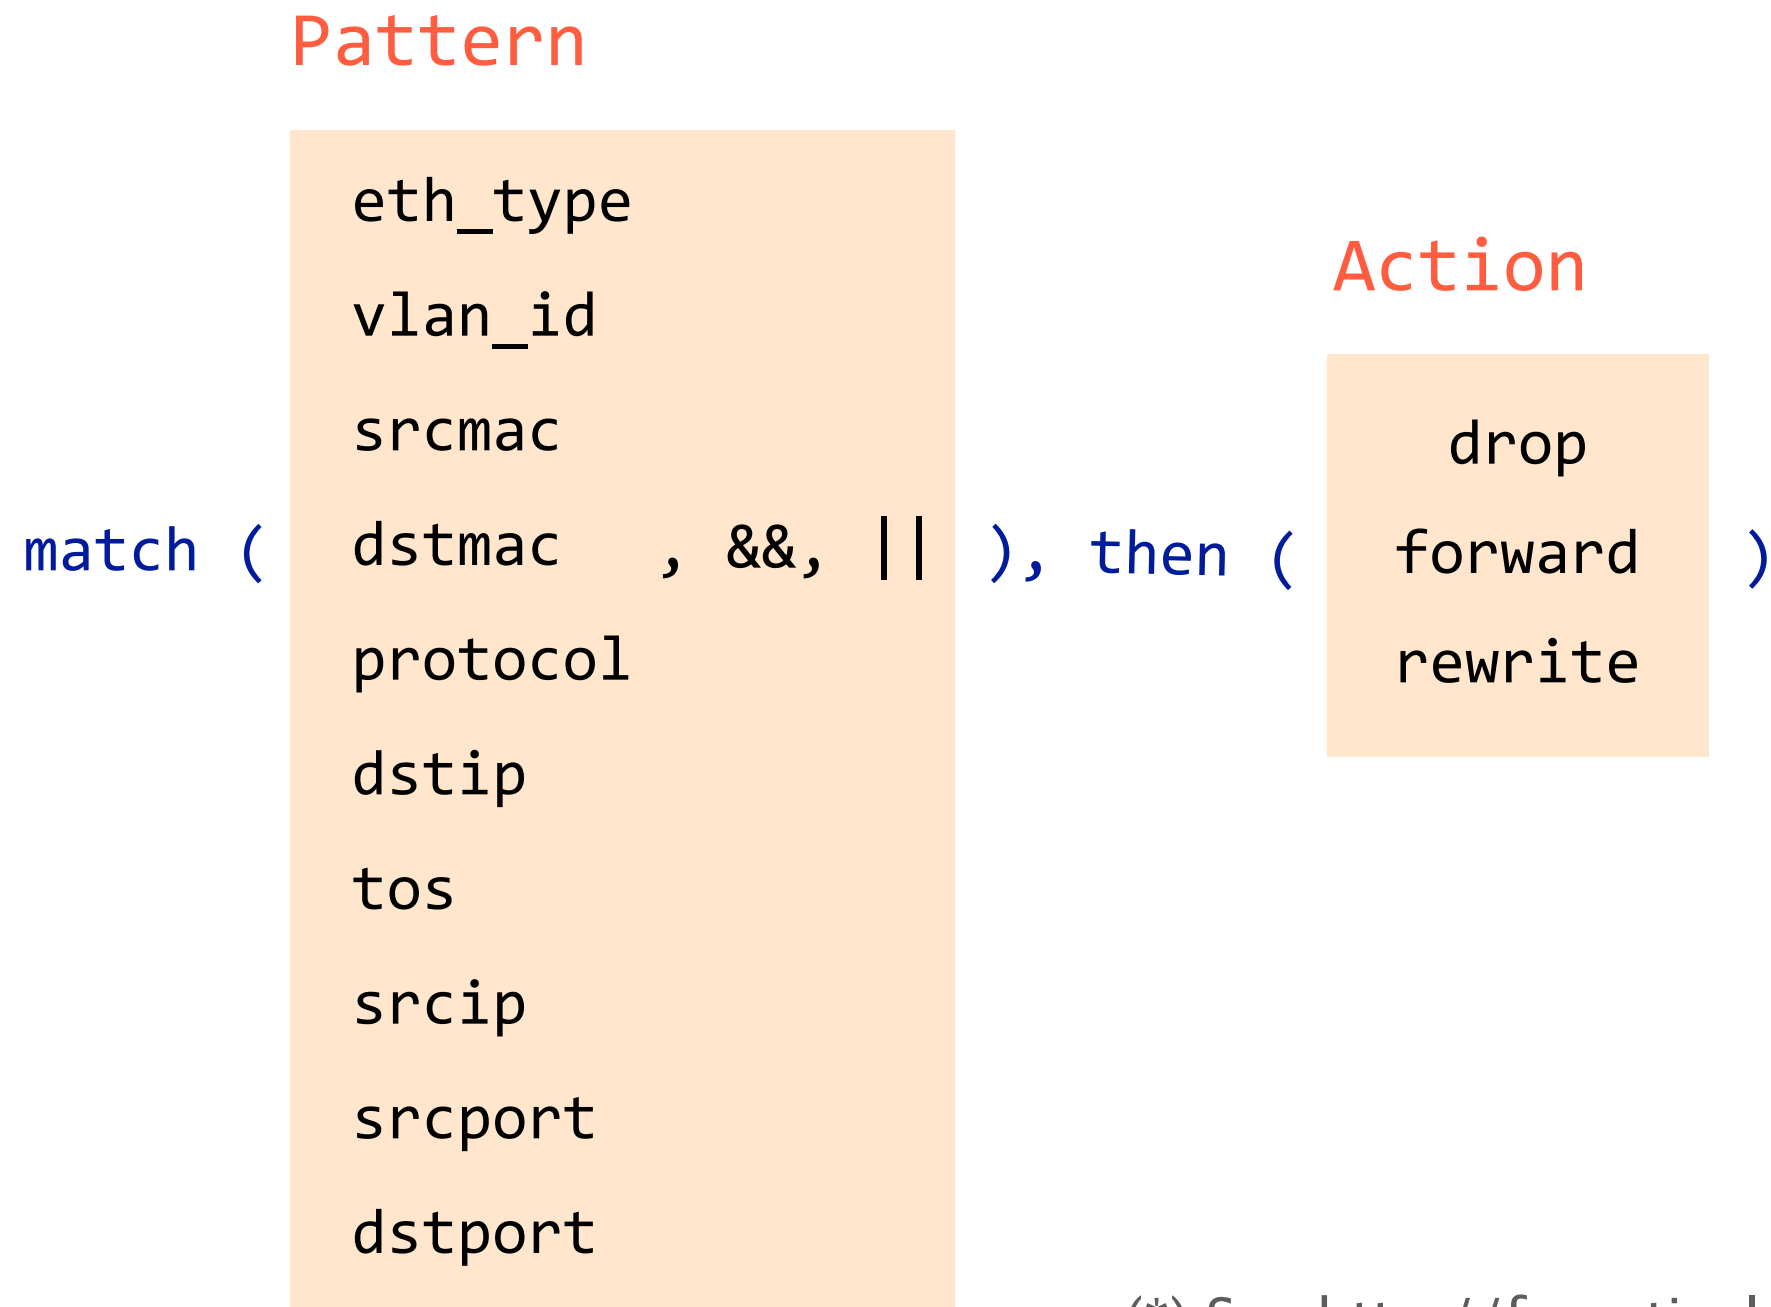 Pattern
eth_type
vlan_id
Action
srcmac
drop
match ( dstmac , &&, || ), then ( forward )
protocol
rewrite
dstip
tos
srcip
srcport
dstport
(*)